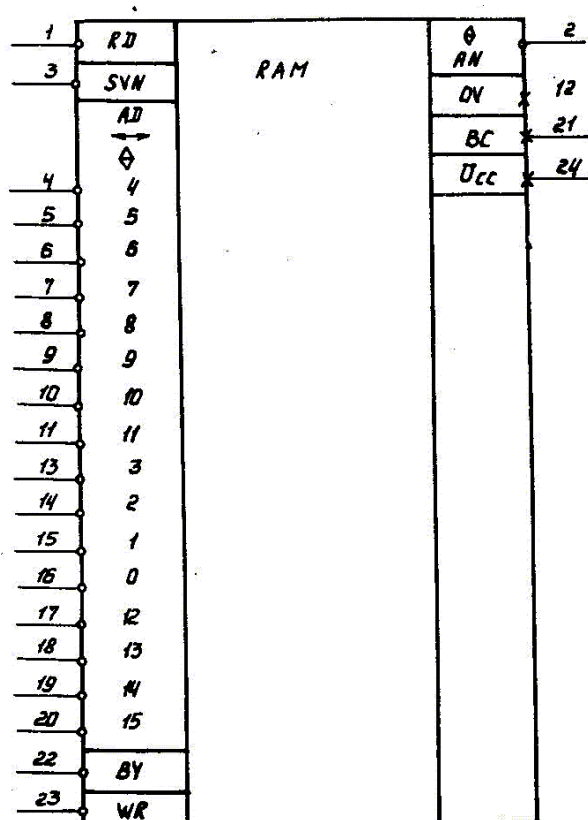 1 RD RAM 2
AN
3 SVN 0V 12
AD BC 21
Ucc 24
4 4
5 5
6 6
7 7
8 8
9 9
10 10
11 11
13 3
14 2
15 1
16 0
17 12
18 13
19 14
20 15
22 BY
23 WR